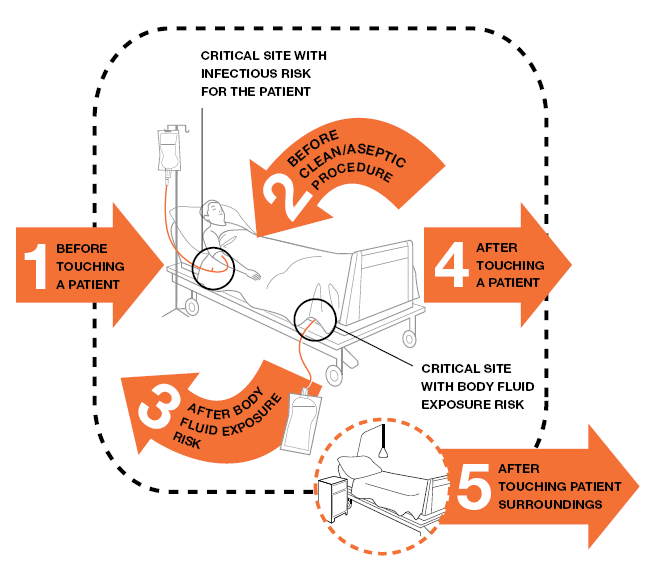 CRITICAL SITE WITH
INFECTIOUS RISK
FOR THE PATIENT
2
BEFORE
CLEAN/ASEPTIC
PROCEDURE
1
BEFORE
TOUCHING
A PATIENT
4
AFTER
TOUCHING
A PATIENT
3
AFTER BODY
FLUID EXPOSURE
RISK
CRITICAL SITE
WITH BODY FLUID
EXPOSURE RISK
5
AFTER
TOUCHING PATIENT
SURROUNDINGS